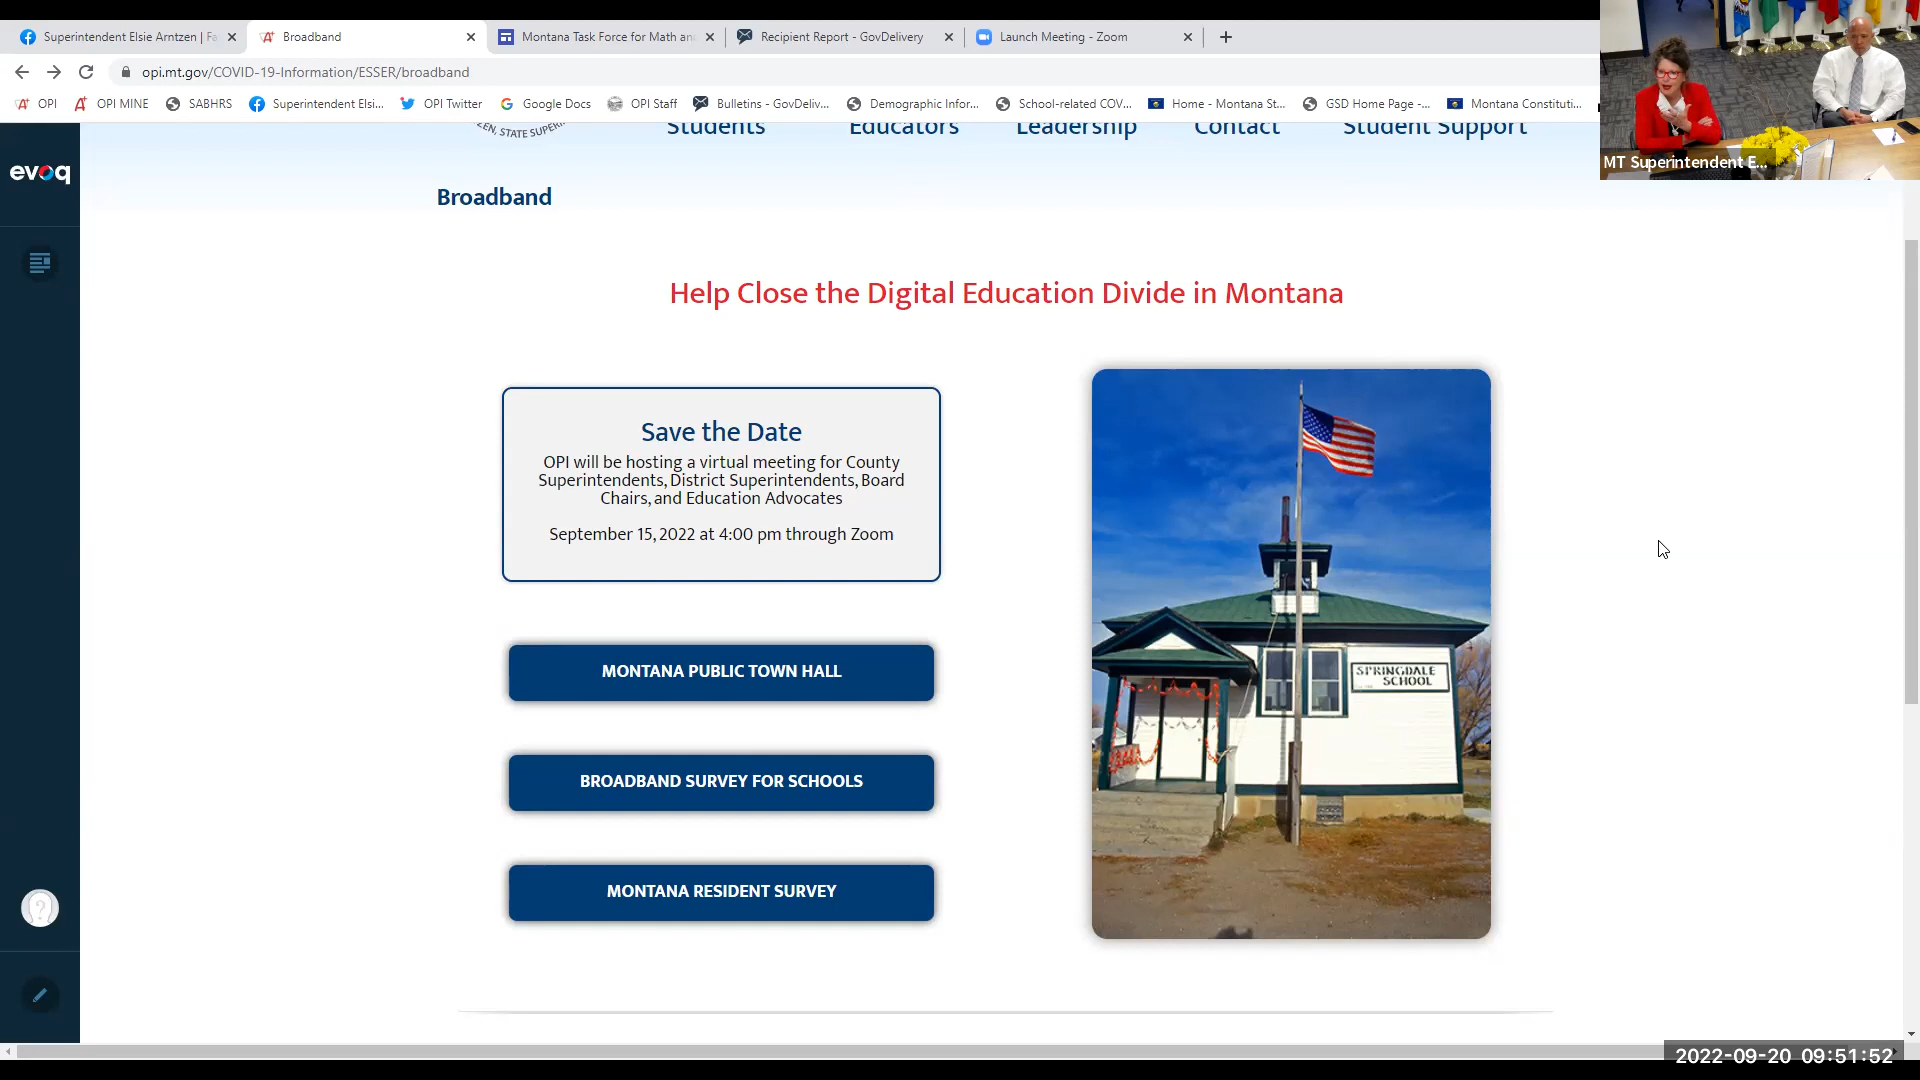 Superintendent Elsie Arntzen | Fa
Broadband
Montana Task Force for Math an
Recipient Report - GovDelivery
Launch Meeting - Zoom
opi.mt.gov/COVID-19-Information/ESSER/broadband
OPI
OPI MINE
SABHRS
Superintendent Elsi...
OPI Twitter
Google Docs
OPI Staff
Bulletins - GovDeliv...
Demographic Infor...
School-related COV...
Home - Montana St...
GSD Home Page -...
Montana Constituti...
MT Superintendent E...
evoq
ZEN, STATE SUPER
Students
Educators
Leadership
Contact
Student Support
Broadband
Help Close the Digital Education Divide in Montana
Save the Date
OPI will be hosting a virtual meeting for County
Superintendents, District Superintendents, Board
Chairs, and Education Advocates
September 15, 2022 at 4:00 pm through Zoom
MONTANA PUBLIC TOWN HALL
BROADBAND SURVEY FOR SCHOOLS
MONTANA RESIDENT SURVEY
SPRINGDALE
SCHOOL
2022-09-20 09:51:52